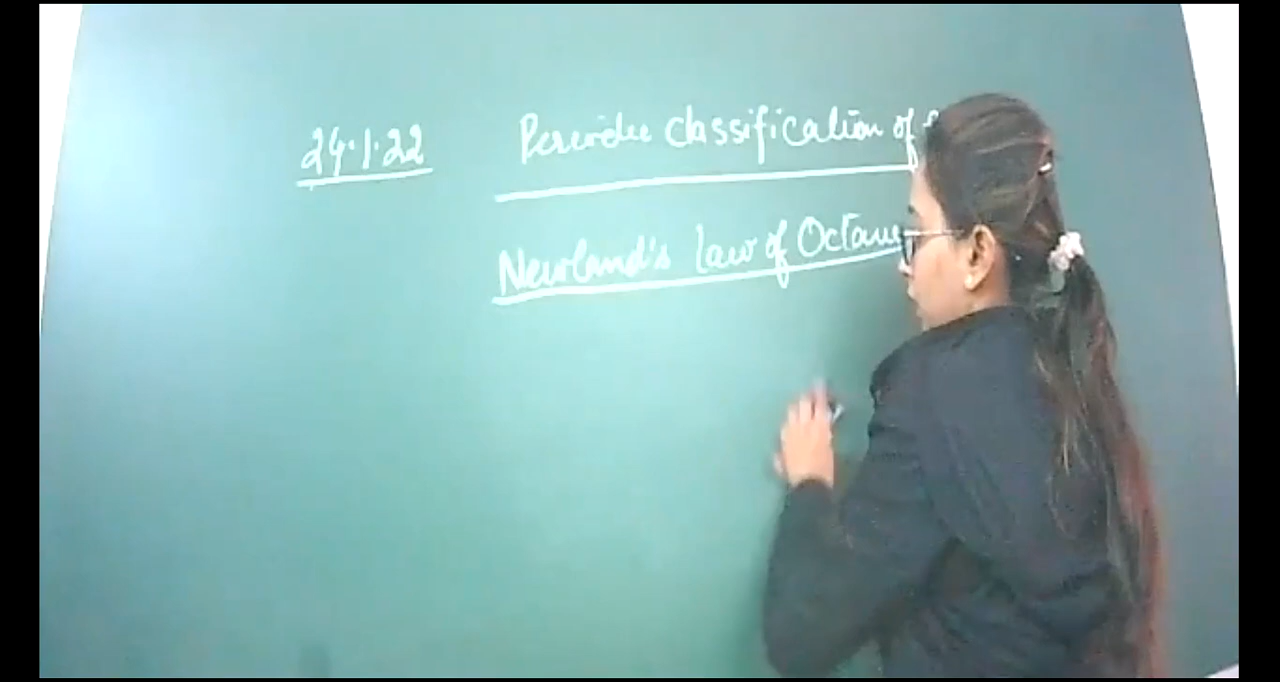 24.1.22
Periodic Classification of
Newland's Law of Octave